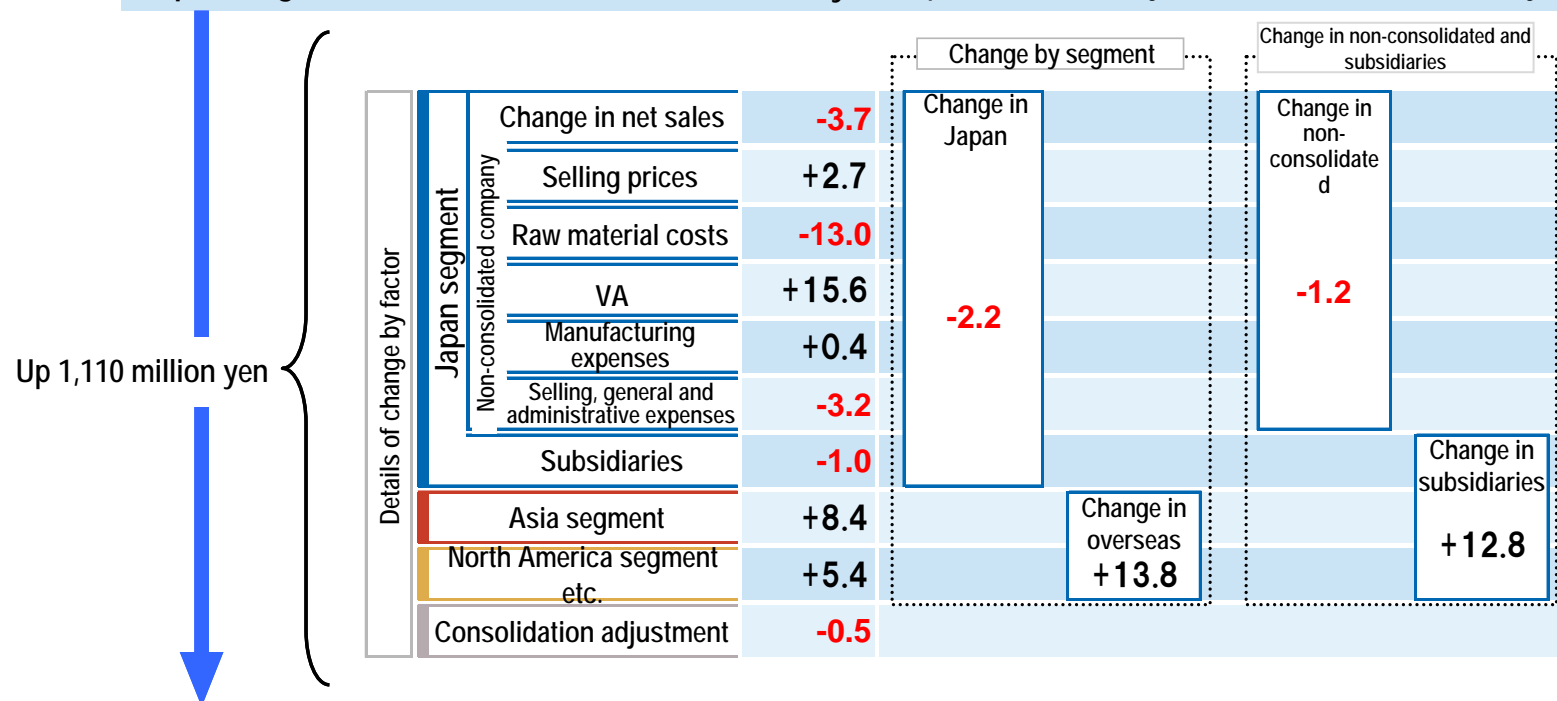 Change by segment
Change in non-consolidated and
subsidiaries
Up 1,110 million yen
Details of change by factor
Japan segment
Non-consolidated company
Change in net sales -3.7
Selling prices +2.7
Raw material costs -13.0
VA +15.6
Manufacturing
expenses +0.4
Selling, general and
administrative expenses -3.2
Subsidiaries -1.0
Asia segment +8.4
North America segment
etc. +5.4
Consolidation adjustment -0.5
Change in
Japan
-2.2
Change in
overseas
+13.8
Change in
non-
consolidate
d
-1.2
Change in
subsidiaries
+12.8